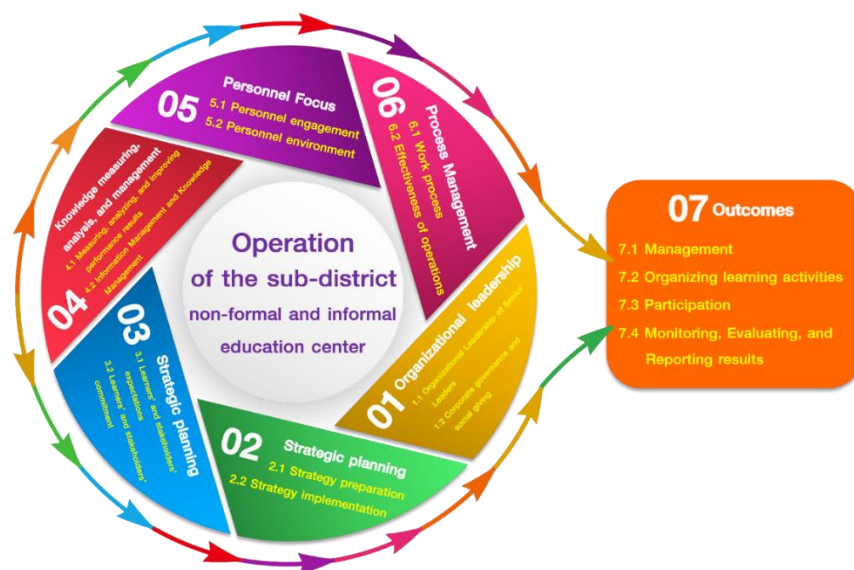 Operation
of the sub-district
non-formal and informal
education center
01
Organizational leadership
1.1 Organizational Leadership of Senior
Leaders
1.2 Corporate governance and
social giving
02
Strategic planning
2.1 Strategy preparation
2.2 Strategy implementation
03
Strategic planning
3.1 Learners' and stakeholders'
expectations
3.2 Learners' and stakeholders'
commitment
04
Knowledge measuring,
analysis, and management
4.1 Measuring, analyzing, and improving
performance results
4.2 Information Management and Knowledge
Management
05
Personnel Focus
5.1 Personnel engagement
5.2 Personnel environment
06
Process Management
6.1 Work process
6.2 Effectiveness of operations
07 Outcomes
7.1 Management
7.2 Organizing learning activities
7.3 Participation
7.4 Monitoring, Evaluating, and
Reporting results